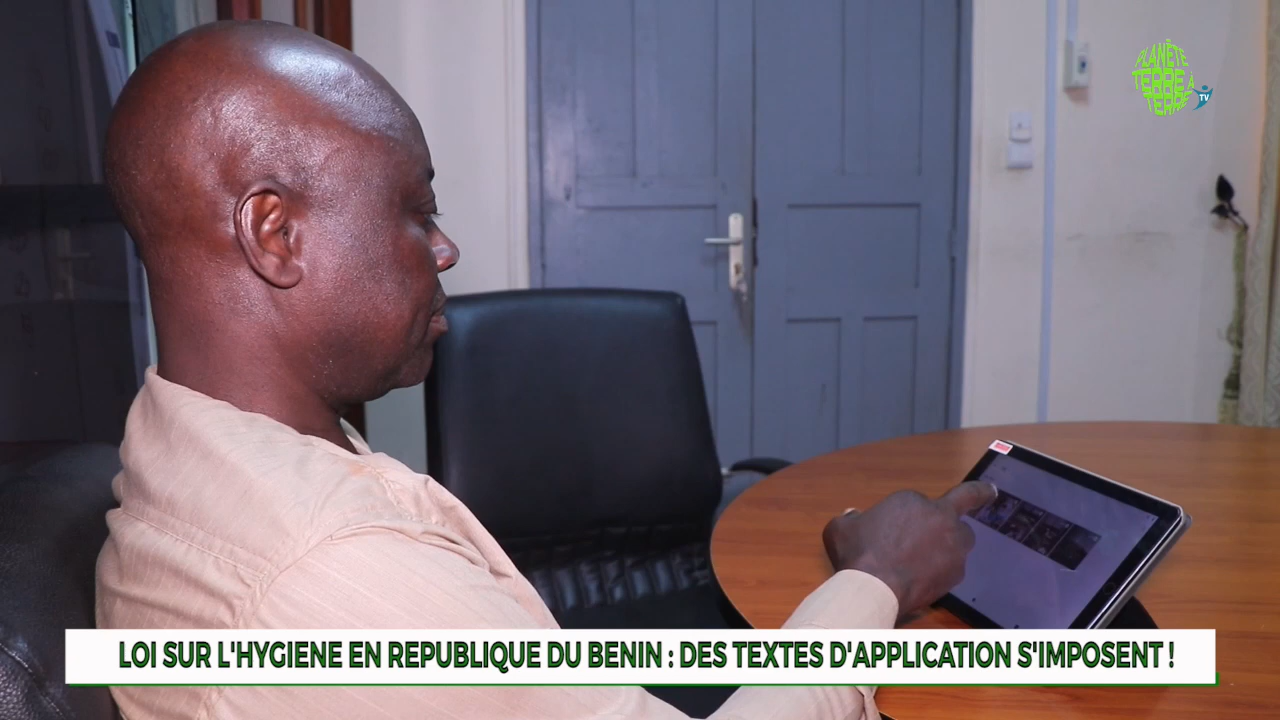 PLANÈTE
TERRE À
TERRE
TV
LOI SUR L'HYGIENE EN REPUBLIQUE DU BENIN : DES TEXTES D'APPLICATION S'IMPOSENT !